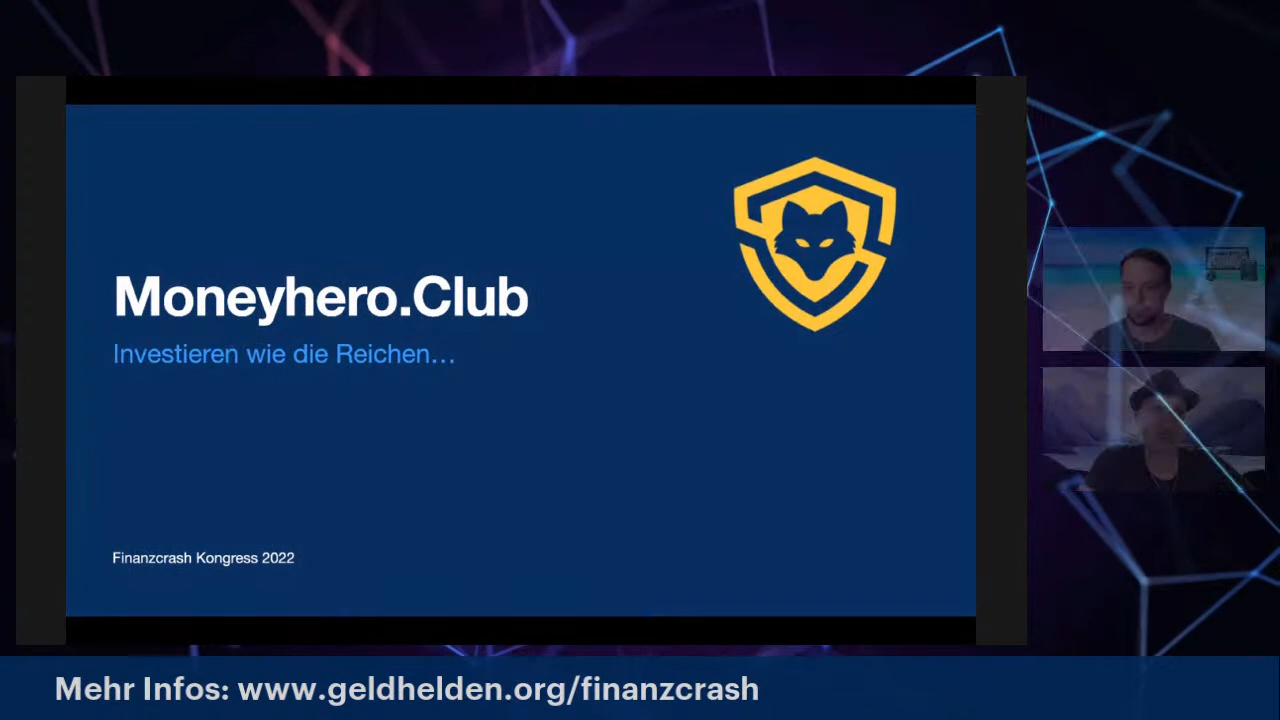 Moneyhero.Club
Investieren wie die Reichen...
Finanzcrash Kongress 2022
Mehr Infos: www.geldhelden.org/finanzcrash